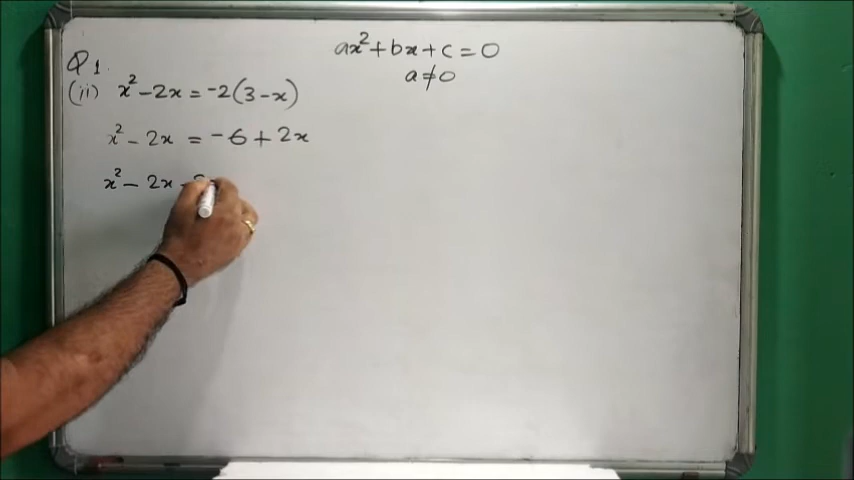 ax²+bx+c=0
a≠0
Q1.
(ii) x²-2x=-2(3-x)
x²-2x=-6+2x
x²-2x-